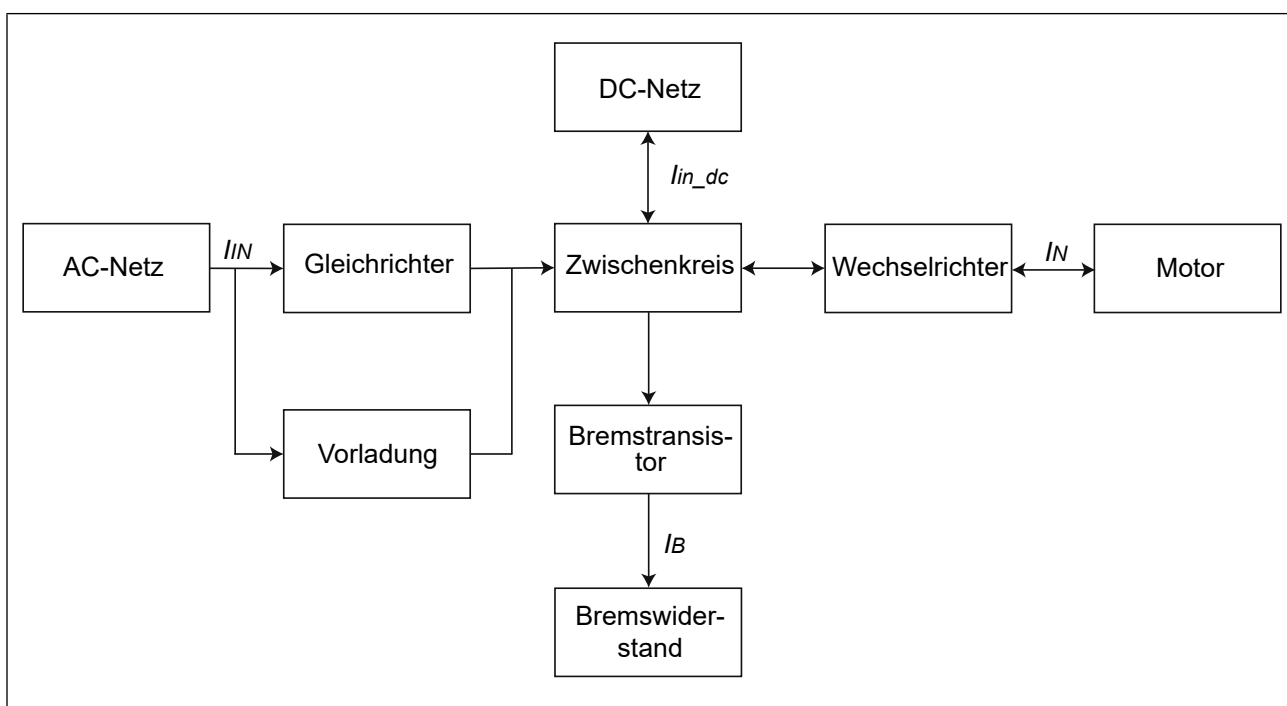 DC-Netz
Iin_dc
AC-Netz
IIN
Gleichrichter
Zwischenkreis
Wechselrichter
IN
Motor
Vorladung
Bremstransis-
tor
IB
Bremswider-
stand